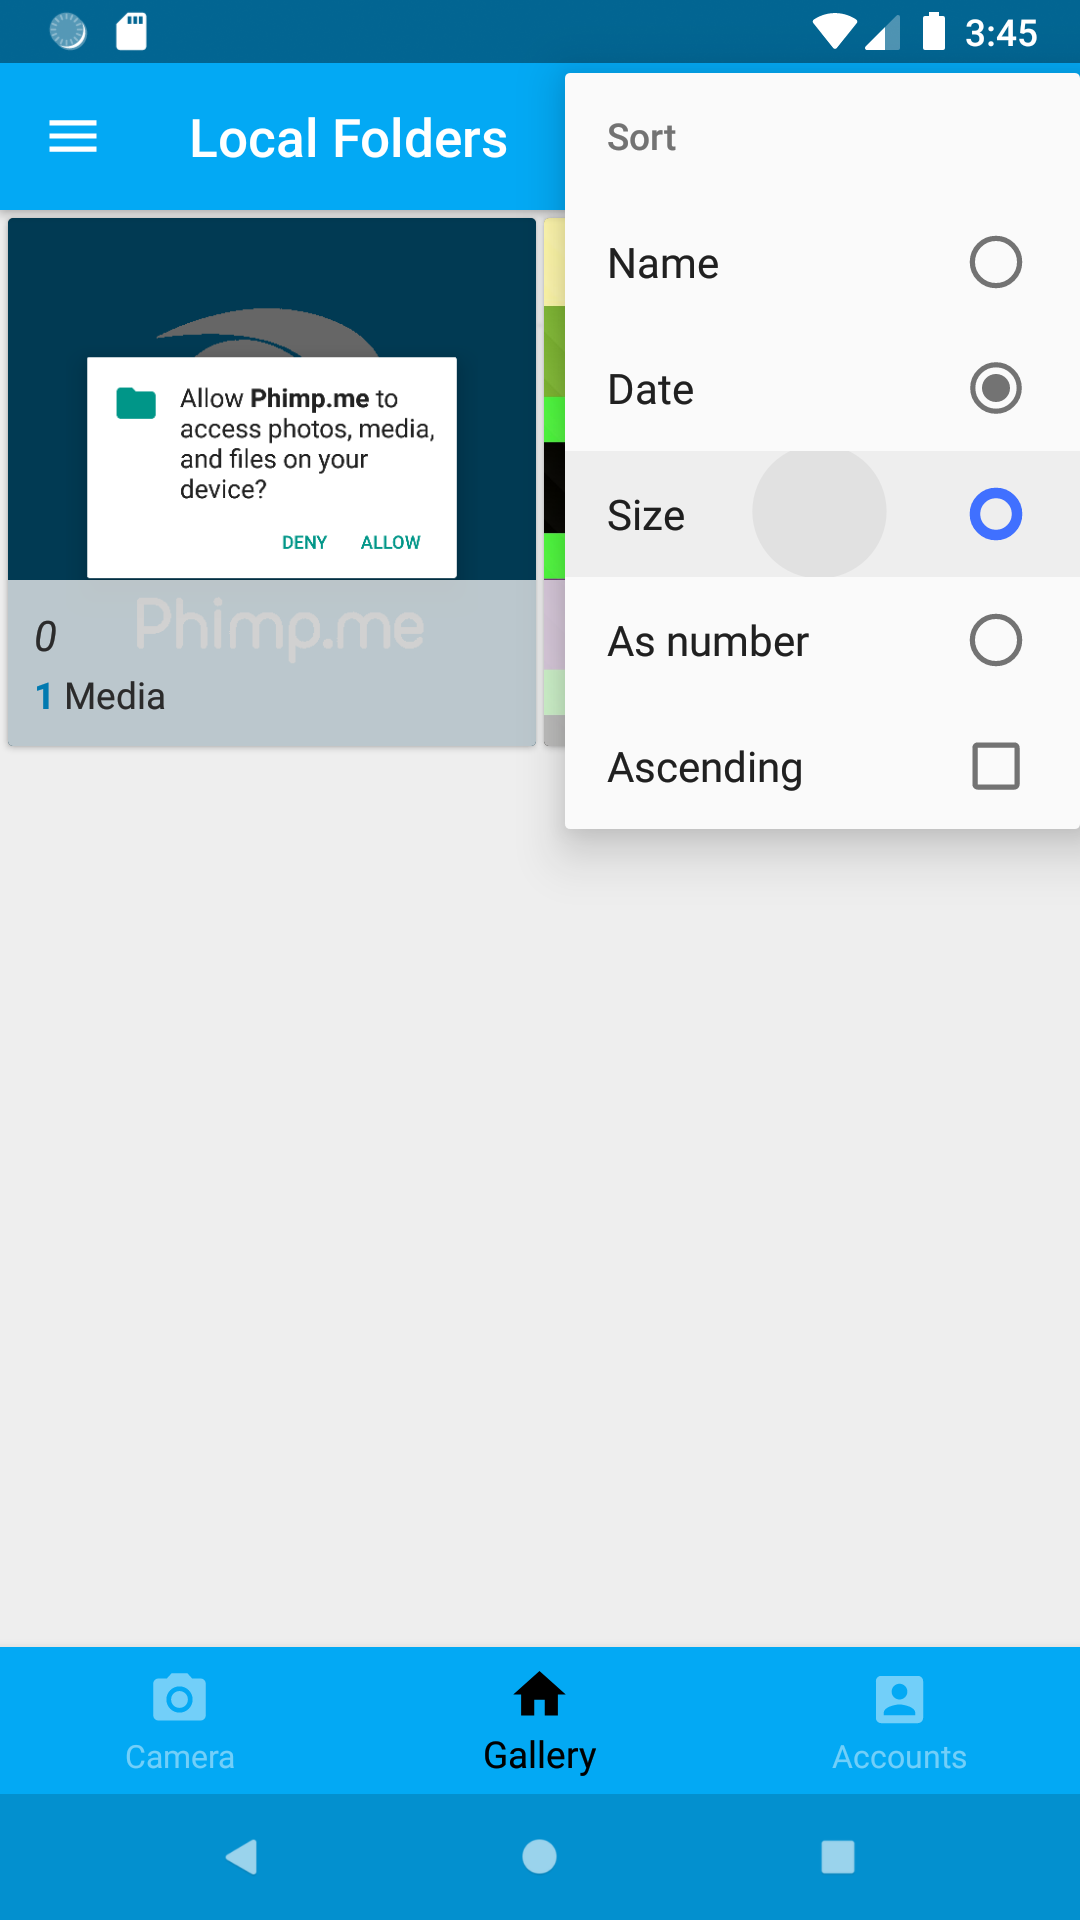 3:45
Local Folders
Sort
Name
Date
Size
As number
Ascending
Allow Phimp.me to
access photos, media,
and files on your
device?
DENY ALLOW
Phimp.me
0
1 Media
Camera
Gallery
Accounts